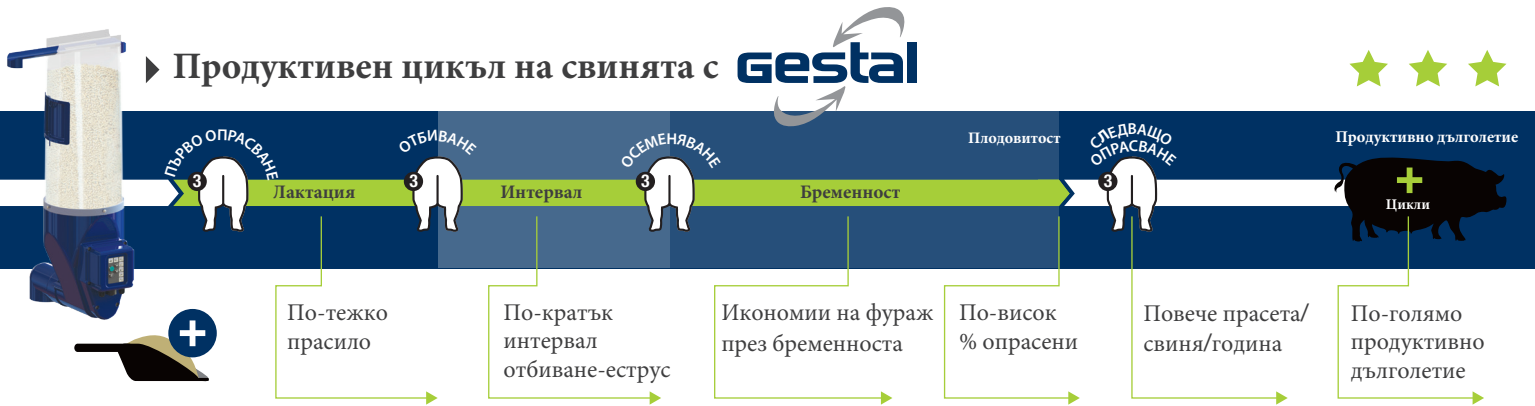 Продуктивен цикъл на свинята с Gestal
ПЪРВО ОПРАСВАНЕ
ОТБИВАНЕ
ОСЕМЕНЯВАНЕ
Плодовитост
СЛЕДВАЩО
ОПРАСВАНЕ
Продуктивно дълголетие
3
Лактация
3
Интервал
3
Бременност
3
Цикли
По-тежко
прасило
По-кратък
интервал
отбиване-еструс
Икономии на фураж
през бременноста
По-висок
% опрасени
Повече прасета/
свиня/година
По-голямо
продуктивно
дълголетие